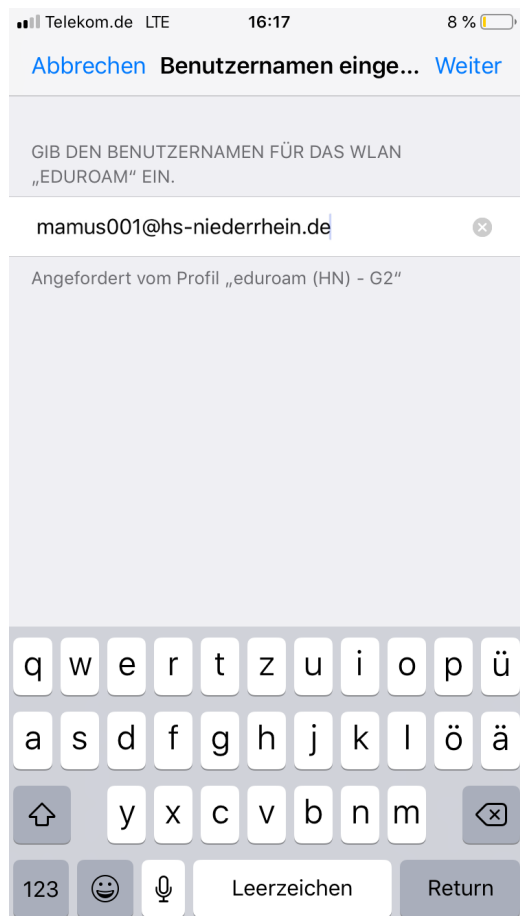 Telekom.de LTE 16:17 8 %
Abbrechen Benutzernamen einge... Weiter
GIB DEN BENUTZERNAMEN FÜR DAS WLAN
„EDUROAM“ EIN.
mamus001@hs-niederrhein.de
Angefordert vom Profil „eduroam (HN) - G2“
q w e r t z u i o p ü
a s d f g h j k l ö ä
y x c v b n m
123 Leerzeichen Return